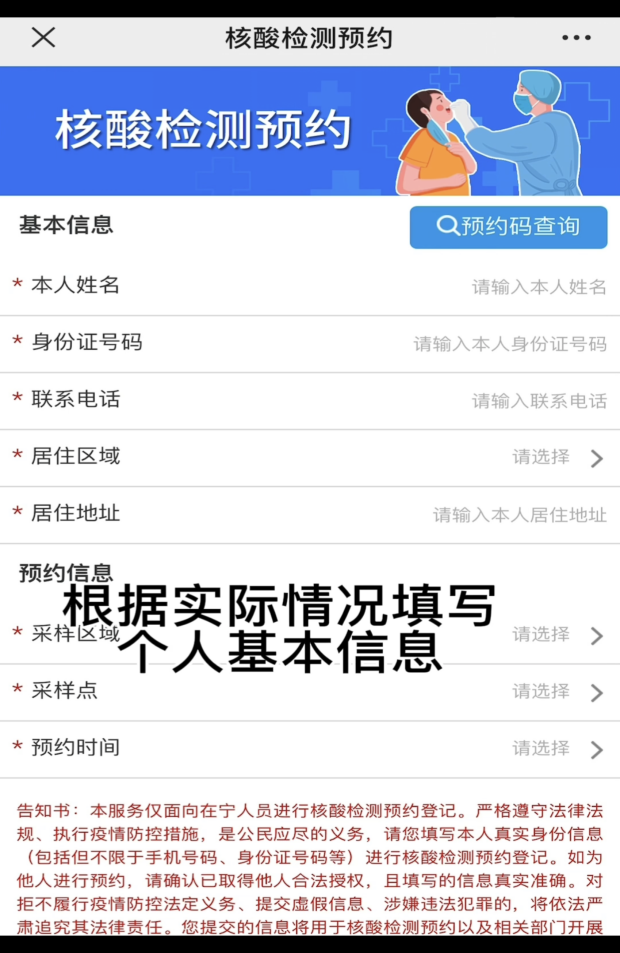 核酸检测预约
核酸检测预约
基本信息
预约码查询
* 本人姓名 请输入本人姓名
* 身份证号码 请输入本人身份证号码
* 联系电话 请输入联系电话
* 居住区域 请选择
* 居住地址 请输入本人居住地址
预约信息
根据实际情况填写
个人基本信息
* 采样区域 请选择
* 采样点 请选择
* 预约时间 请选择
告知书：本服务仅面向在宁人员进行核酸检测预约登记。严格遵守法律法
规、执行疫情防控措施，是公民应尽的义务，请您填写本人真实身份信息
（包括但不限于手机号码、身份证号码等）进行核酸检测预约登记。如为
他人进行预约，请确认已取得他人合法授权，且填写的信息真实准确。对
拒不履行疫情防控法定义务、提交虚假信息、涉嫌违法犯罪的，将依法严
肃追究其法律责任。您提交的信息将用于核酸检测预约以及相关部门开展